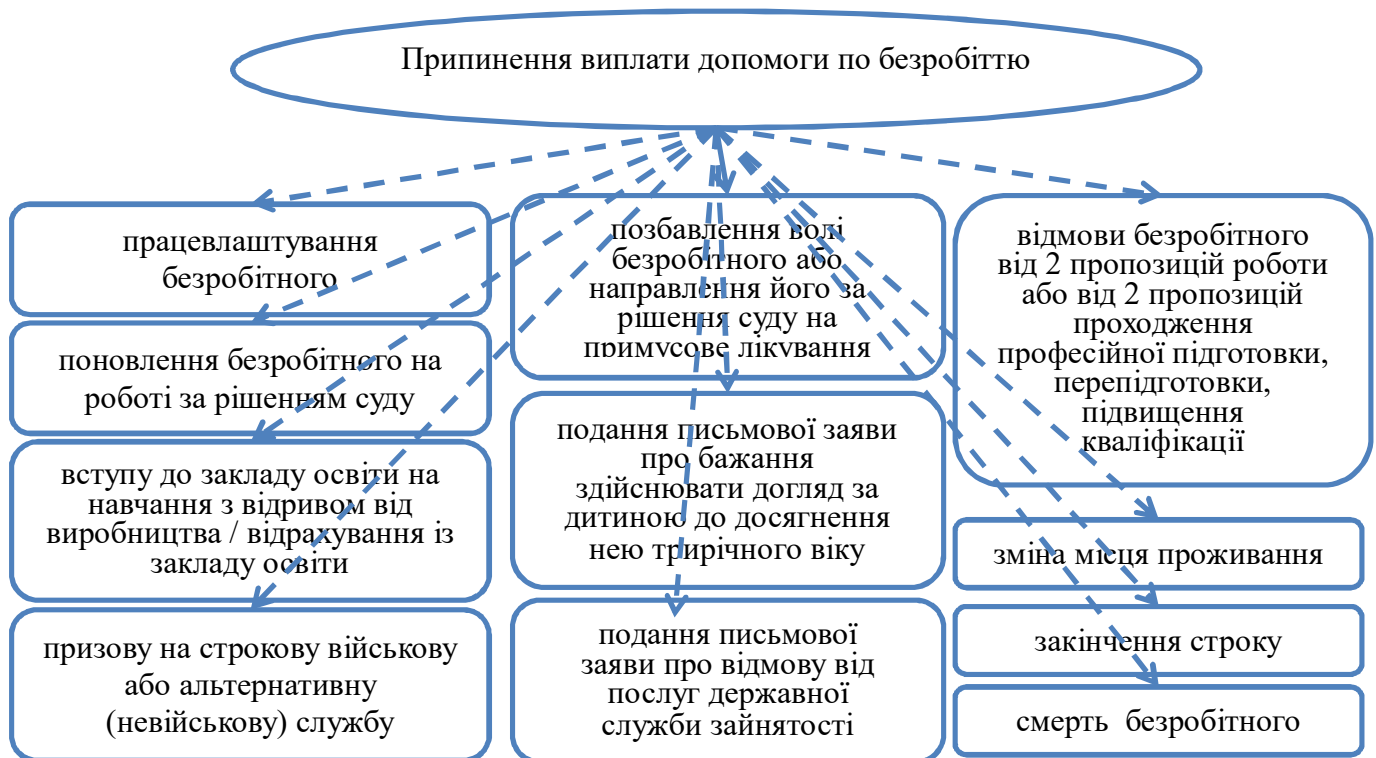 Припинення виплати допомоги по безробіттю
працевлаштування
безробітного
поновлення безробітного на
роботі за рішенням суду
вступу до закладу освіти на
навчання з відривом від
виробництва / відрахування із
закладу освіти
призову на строкову військову
або альтернативну
(невійськову) службу
позбавлення волі
безробітного або
направлення його за
рішення суду на
примусове лікування
подання письмової заяви
про бажання
здійснювати догляд за
дитиною до досягнення
нею трирічного віку
подання письмової
заяви про відмову від
послуг державної
служби зайнятості
відмови безробітного
від 2 пропозицій роботи
або від 2 пропозицій
проходження
професійної підготовки,
перепідготовки,
підвищення
кваліфікації
зміна місця проживання
закінчення строку
смерть безробітного